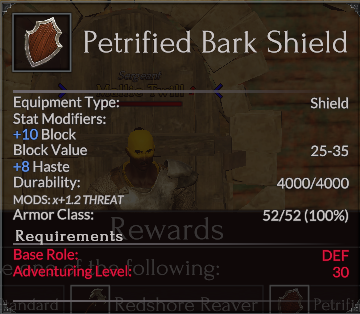 Petrified Bark Shield
Equipment Type: Shield
Stat Modifiers:
+10 Block
Block Value 25-35
+8 Haste
Durability: 4000/4000
MODS: x+1.2 THREAT
Armor Class: 52/52 (100%)
Rewards
Requirements
Base Role: DEF
Adventuring Level: 30
one of the following:
Redshore Reaver